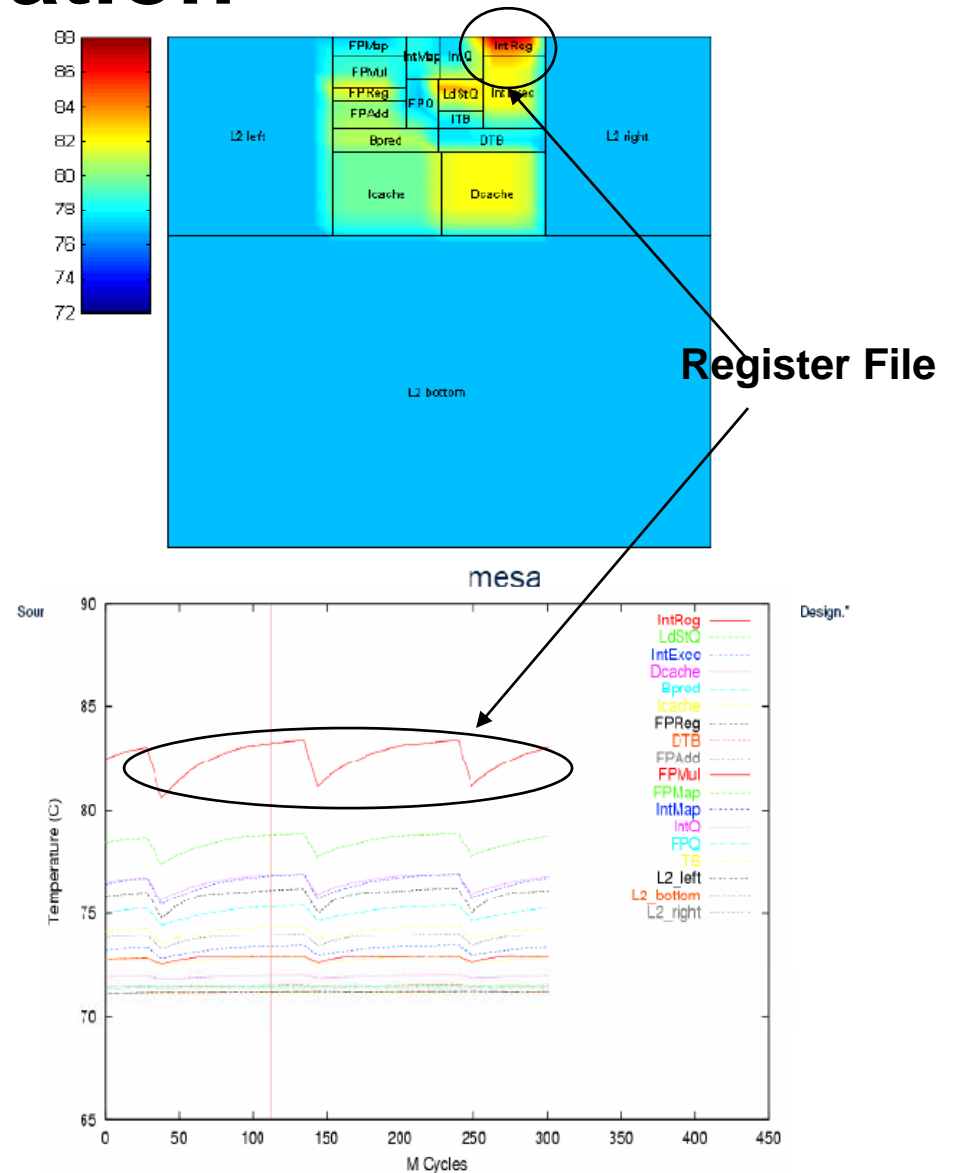 ation
88
86
84
82
80
78
76
74
72
FPMap
IntMap
IntQ
IntReg
FPMul
FPReg
FPQ
LdStQ
IntExec
FPAdd
ITB
L2 left
Bpred
DTB
L2 right
Icache
Dcache
Register File
L2 bottom
mesa
Sour
Design."
90
85
80
75
70
65
Temperature (C)
IntReg
LdStQ
IntExec
Dcache
Bpred
Icache
FPReg
DTB
FPAdd
FPMul
FPMap
IntMap
IntQ
FPQ
TB
L2_left
L2_bottom
L2_right
0 50 100 150 200 250 300 350 400 450
M Cycles